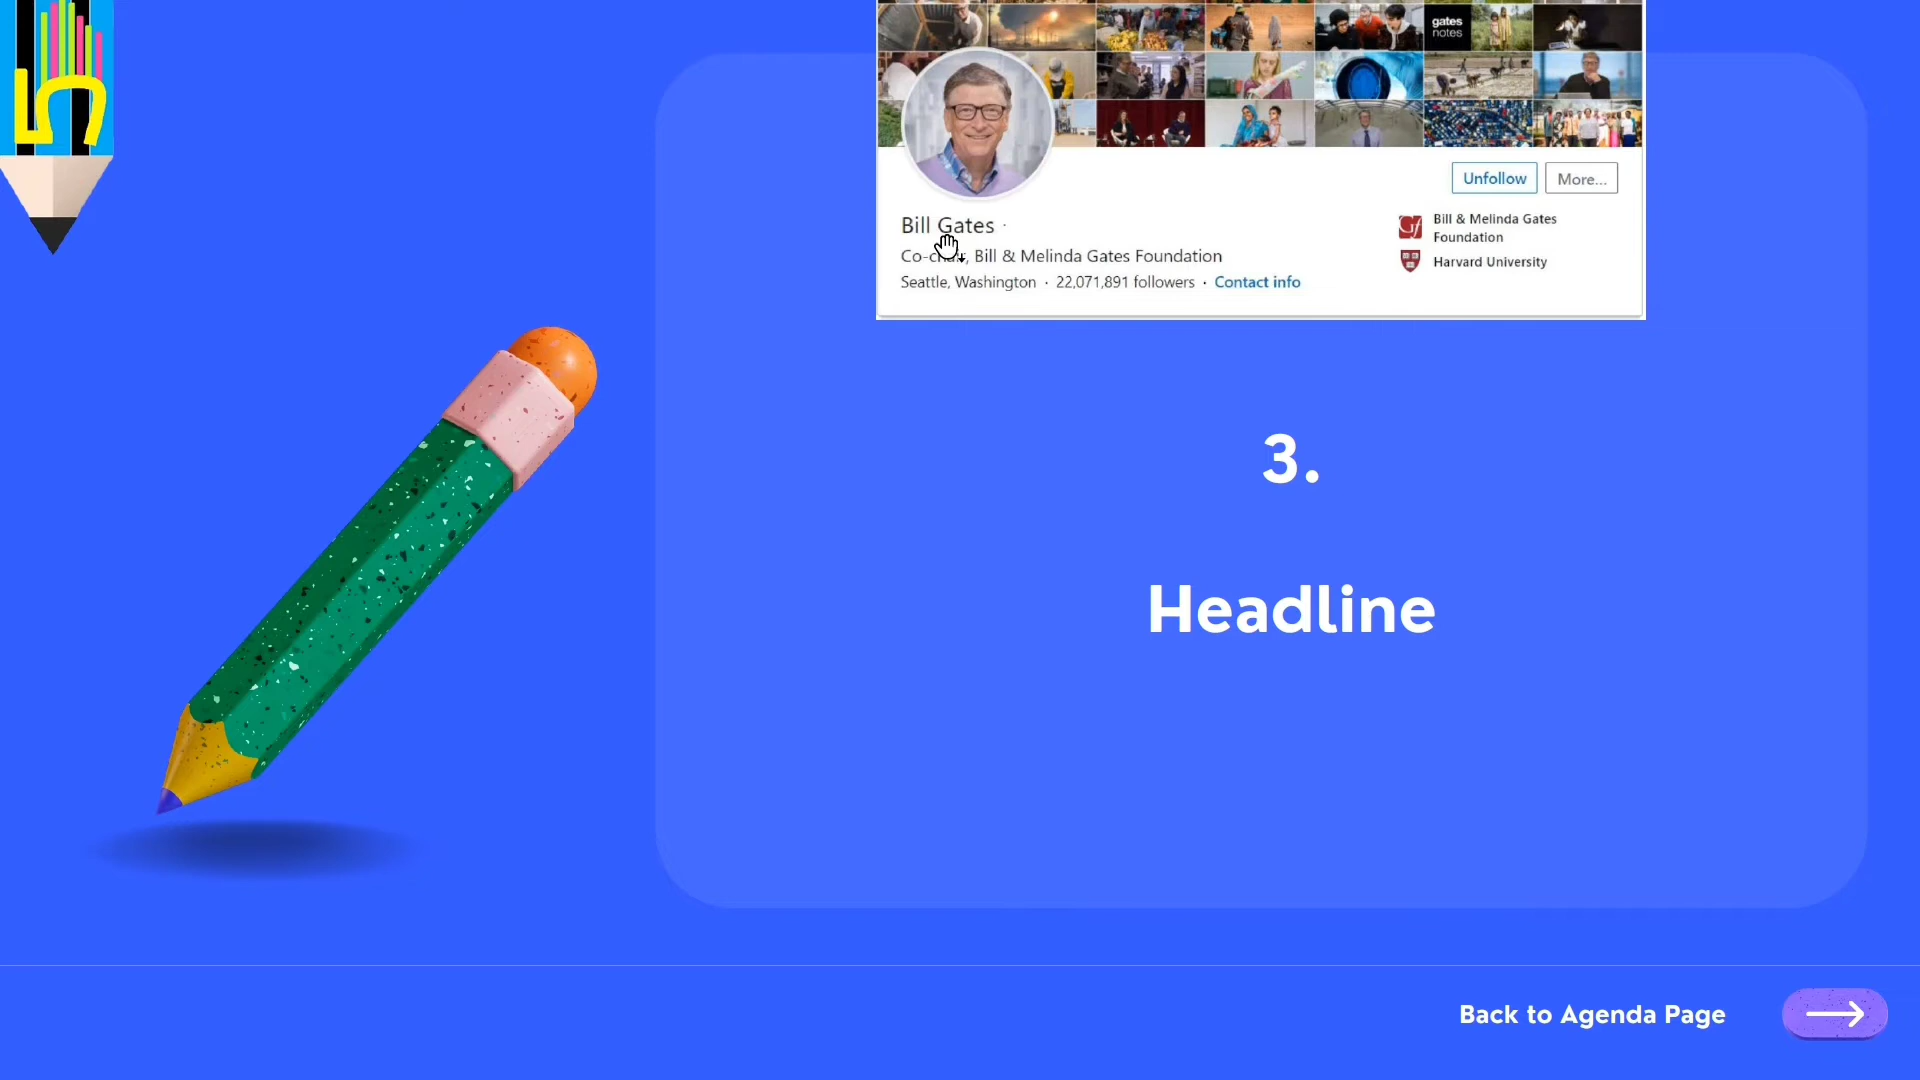 gates
notes
Unfollow
More...
Bill Gates ·
Bill & Melinda Gates
Foundation
Co-chair, Bill & Melinda Gates Foundation
Harvard University
Seattle, Washington · 22,071,891 followers · Contact info
3.
Headline
Back to Agenda Page